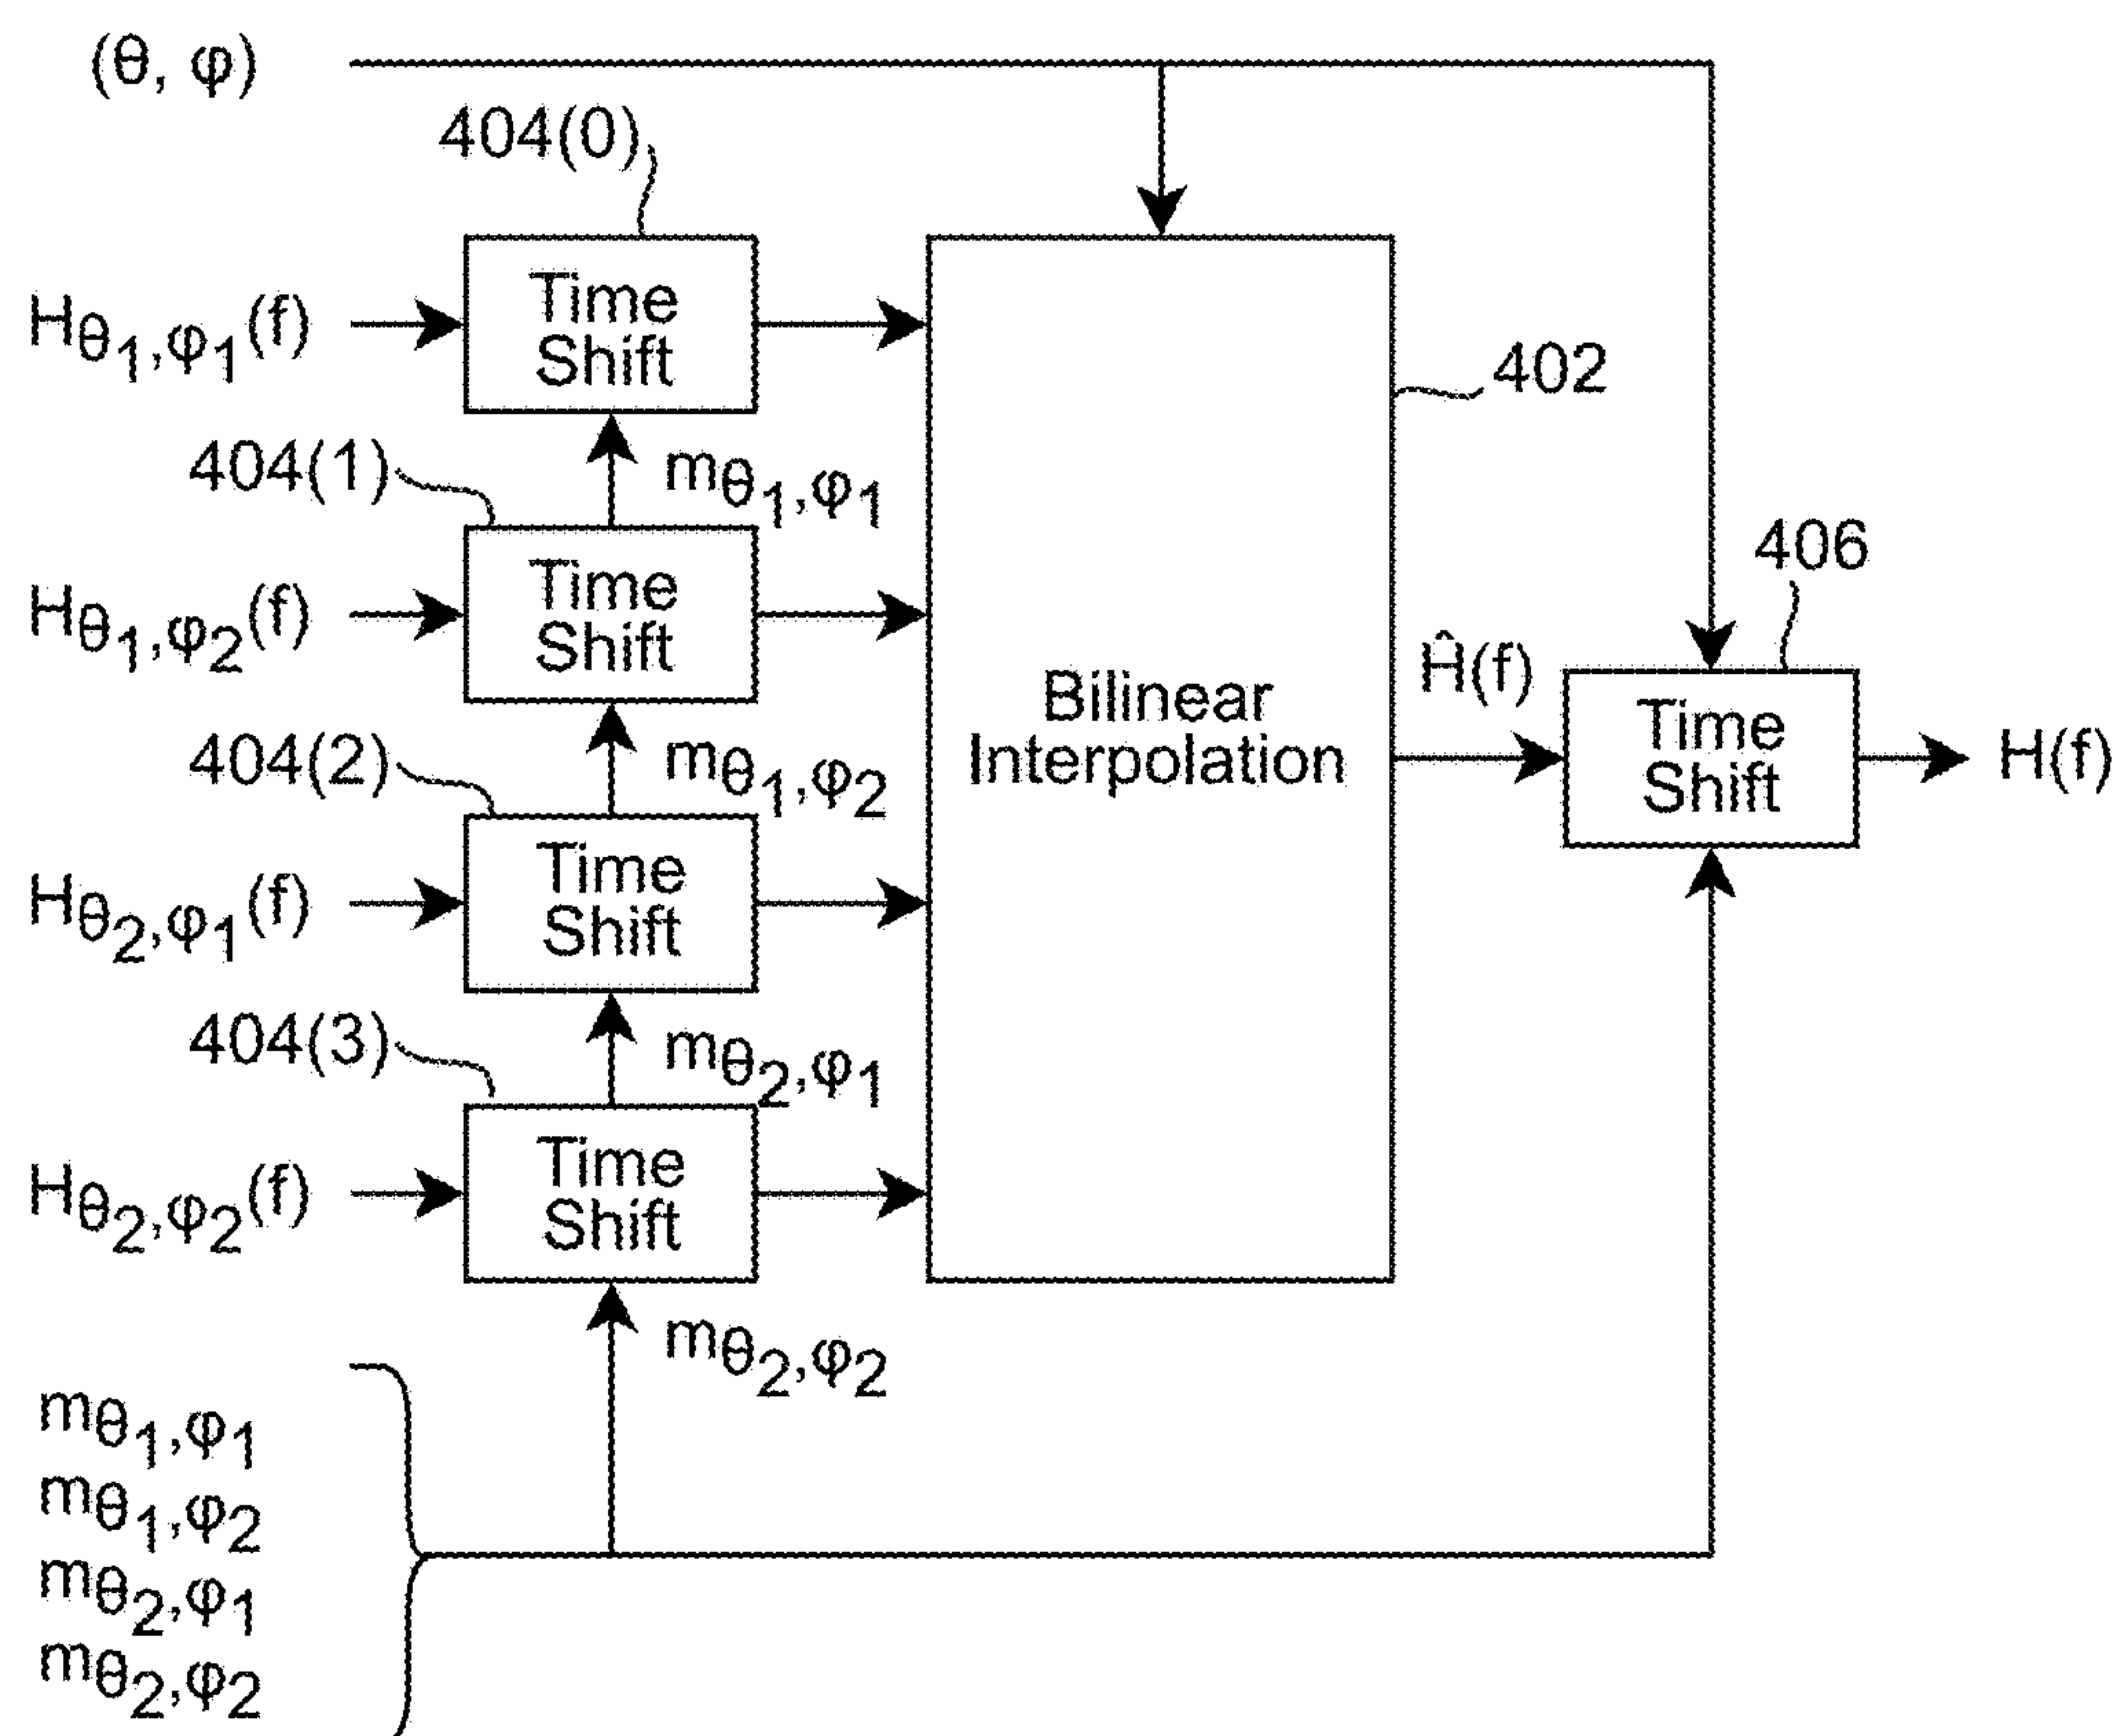 (θ, φ)
404(0)
Hθ1,φ1(f)
Time
Shift
404(1)
mθ1,φ1
402
Hθ1,φ2(f)
Time
Shift
406
404(2)
mθ1,φ2
Bilinear
Interpolation
Ĥ(f)
Time
Shift
H(f)
Hθ2,φ1(f)
Time
Shift
404(3)
mθ2,φ1
Hθ2,φ2(f)
Time
Shift
mθ2,φ2
mθ1,φ1
mθ1,φ2
mθ2,φ1
mθ2,φ2